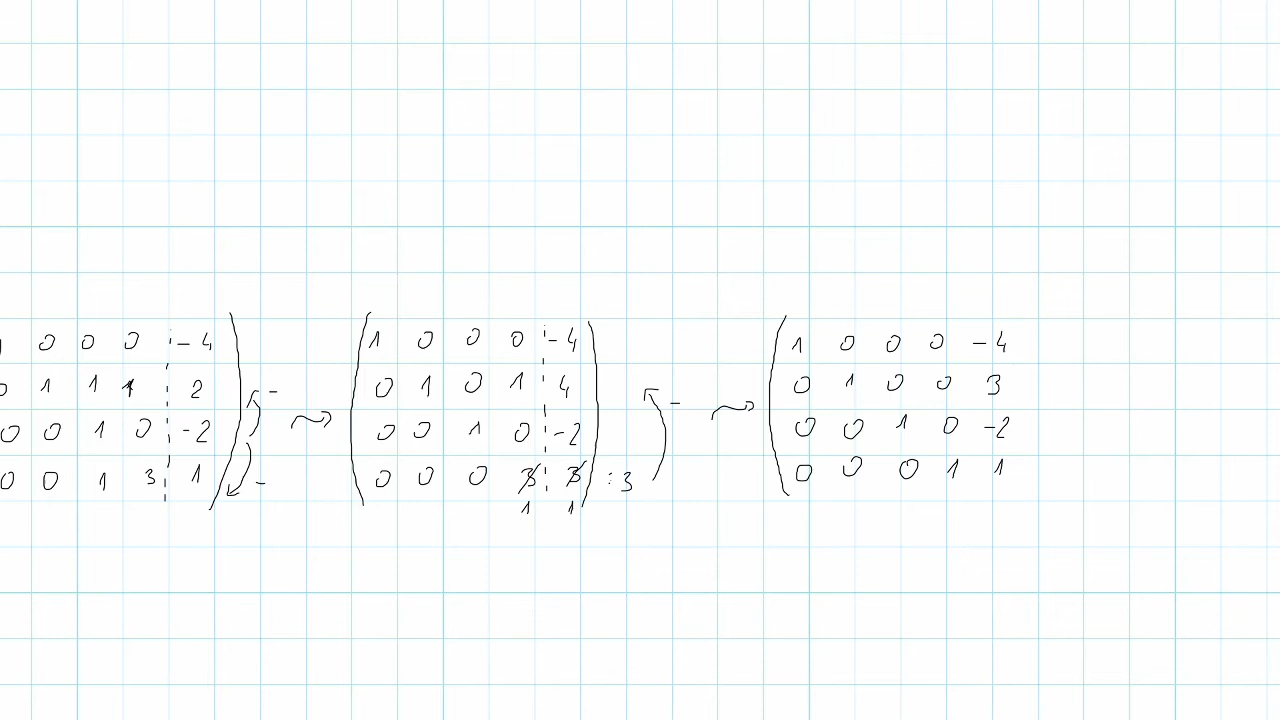 0 0 0 -4 1 0 0 0 -4 1 0 0 0 -4
1 1 1 2 - 0 1 0 1 4 - 0 1 0 0 3
0 0 1 0 -2 0 0 1 0 -2 0 0 1 0 -2
0 0 1 3 1 - 0 0 0 3 3 :3 0 0 0 1 1
1 1